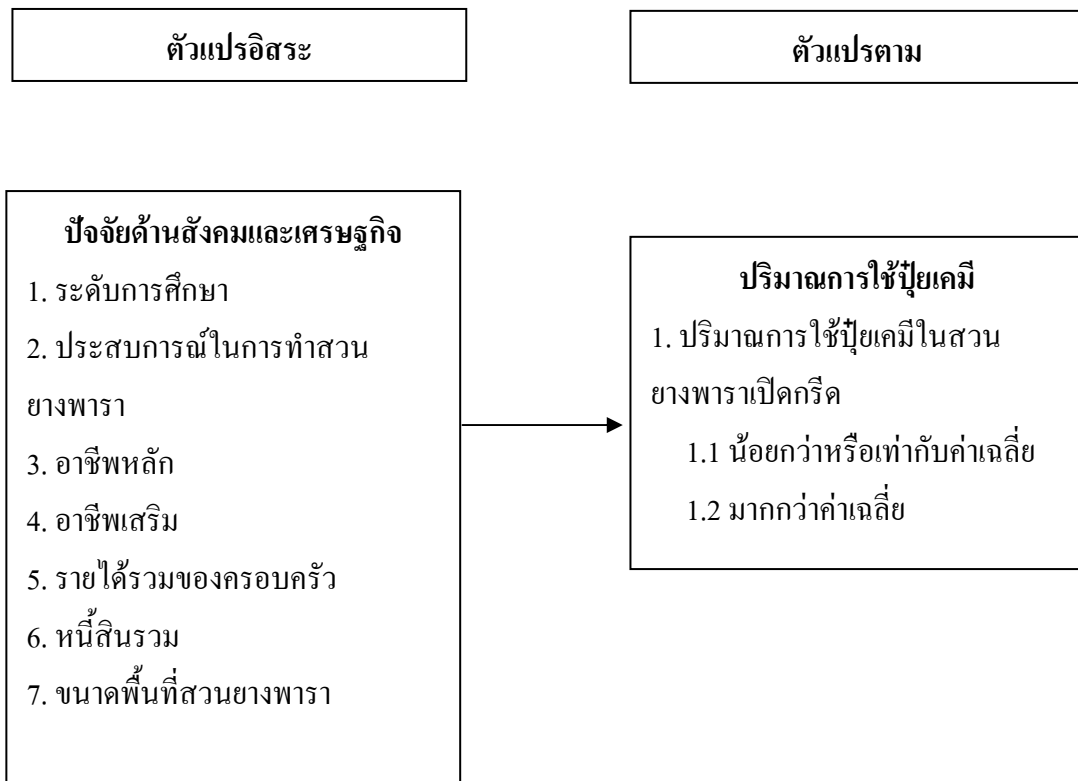 ตัวแปรอิสระ
ตัวแปรตาม
ปัจจัยด้านสังคมและเศรษฐกิจ
1. ระดับการศึกษา
2. ประสบการณ์ในการทำสวน
ยางพารา
3. อาชีพหลัก
4. อาชีพเสริม
5. รายได้รวมของครอบครัว
6. หนี้สินรวม
7. ขนาดพื้นที่สวนยางพารา
ปริมาณการใช้ปุ๋ยเคมี
1. ปริมาณการใช้ปุ๋ยเคมีในสวน
ยางพาราเปิดกรีด
1.1 น้อยกว่าหรือเท่ากับค่าเฉลี่ย
1.2 มากกว่าค่าเฉลี่ย